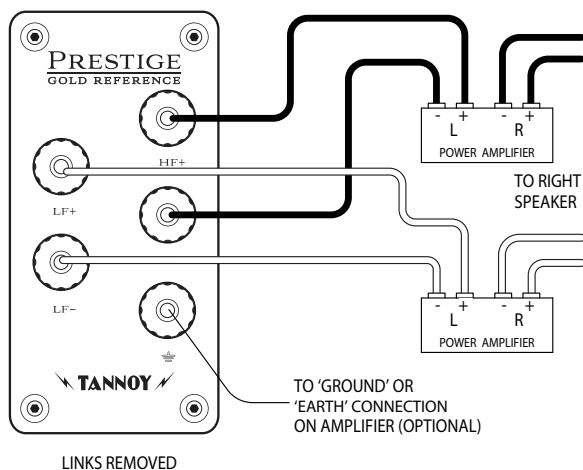 PRESTIGE
GOLD REFERENCE
HF+
LF+
LF-
TANNOY
- +
L
- +
R
POWER AMPLIFIER
TO RIGHT
SPEAKER
- +
L
- +
R
POWER AMPLIFIER
TO 'GROUND' OR
'EARTH' CONNECTION
ON AMPLIFIER (OPTIONAL)
LINKS REMOVED